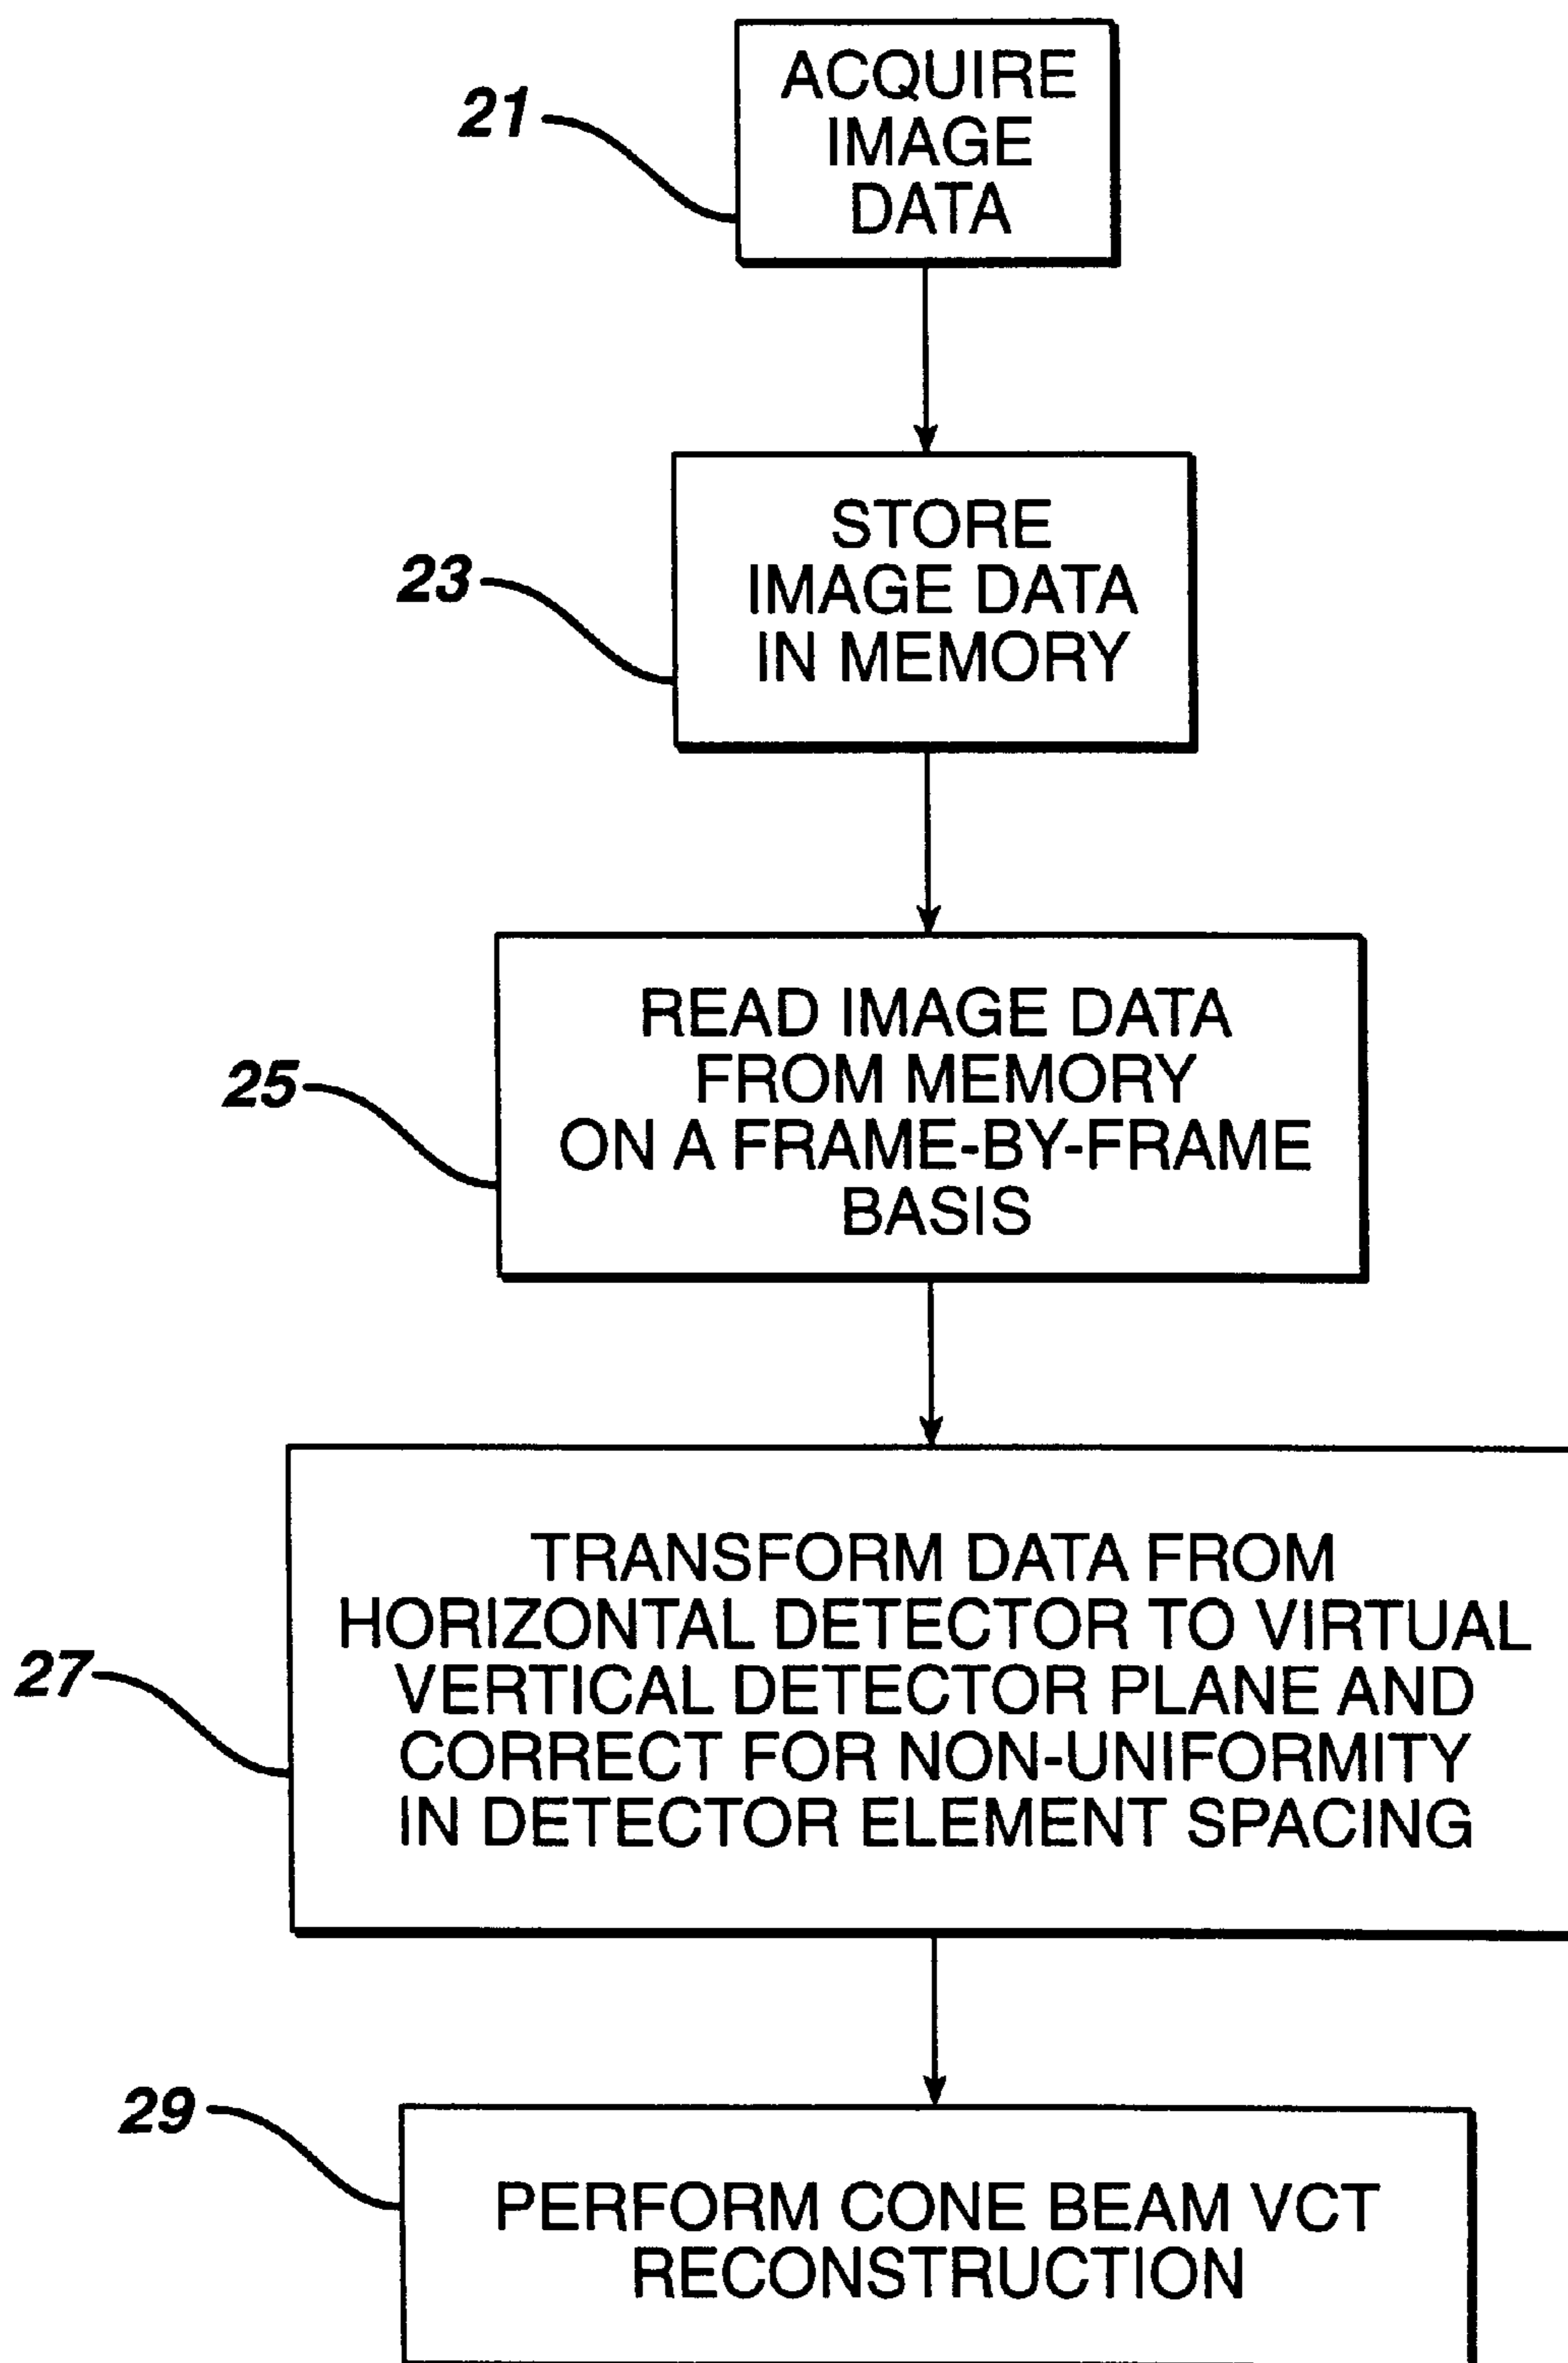 21
ACQUIRE
IMAGE
DATA
23
STORE
IMAGE DATA
IN MEMORY
25
READ IMAGE DATA
FROM MEMORY
ON A FRAME-BY-FRAME
BASIS
27
TRANSFORM DATA FROM
HORIZONTAL DETECTOR TO VIRTUAL
VERTICAL DETECTOR PLANE AND
CORRECT FOR NON-UNIFORMITY
IN DETECTOR ELEMENT SPACING
29
PERFORM CONE BEAM VCT
RECONSTRUCTION